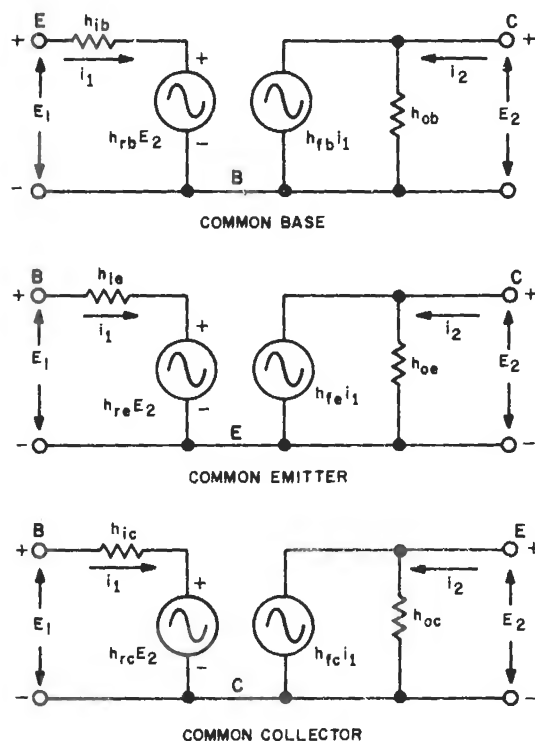 E h_ib C
+ + +
i_1 i_2
E_1 h_rb E_2 h_fb i_1 h_ob E_2
- - B -
COMMON BASE
B h_ie C
+ + +
i_1 i_2
E_1 h_re E_2 h_fe i_1 h_oe E_2
- - E -
COMMON EMITTER
B h_ic E
+ + +
i_1 i_2
E_1 h_rc E_2 h_fc i_1 h_oc E_2
- - C -
COMMON COLLECTOR